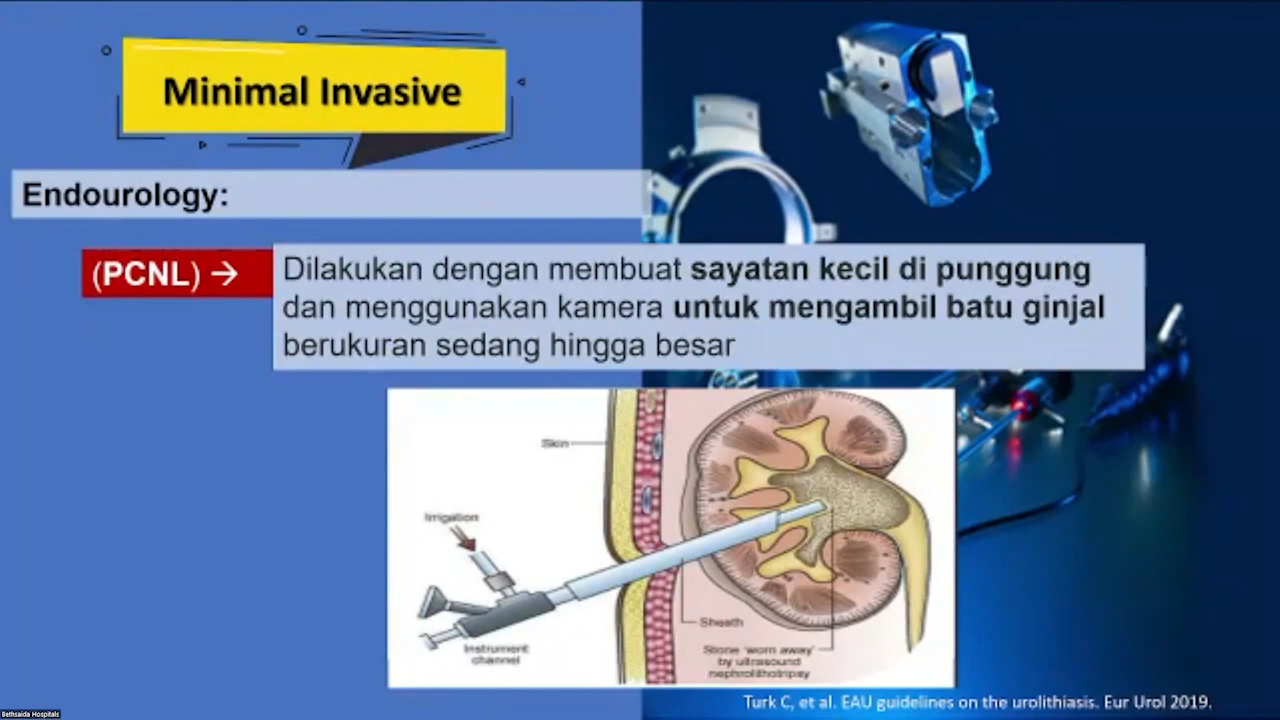 Minimal Invasive
Endourology:
(PCNL) →
Dilakukan dengan membuat sayatan kecil di punggung
dan menggunakan kamera untuk mengambil batu ginjal
berukuran sedang hingga besar
Skin
Irrigation
Instrument
channel
Sheath
Stone 'worn away'
by ultrasound
nephrolithotripsy
Turk C, et al. EAU guidelines on the urolithiasis. Eur Urol 2019.
Bethsaida Hospitals